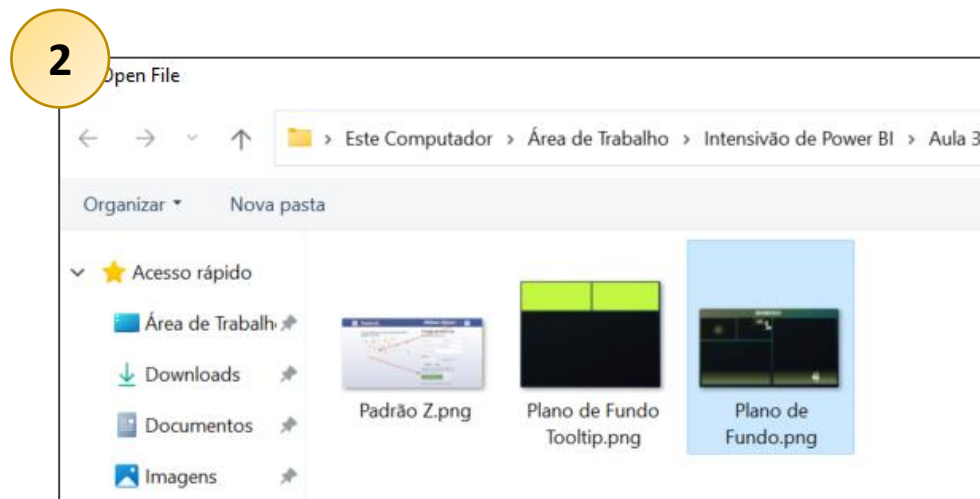 2
Open File
Este Computador > Área de Trabalho > Intensivão de Power BI > Aula 3
Organizar
Nova pasta
Acesso rápido
Área de Trabalh
Downloads
Documentos
Imagens
Padrão Z.png
Plano de Fundo
Tooltip.png
Plano de
Fundo.png